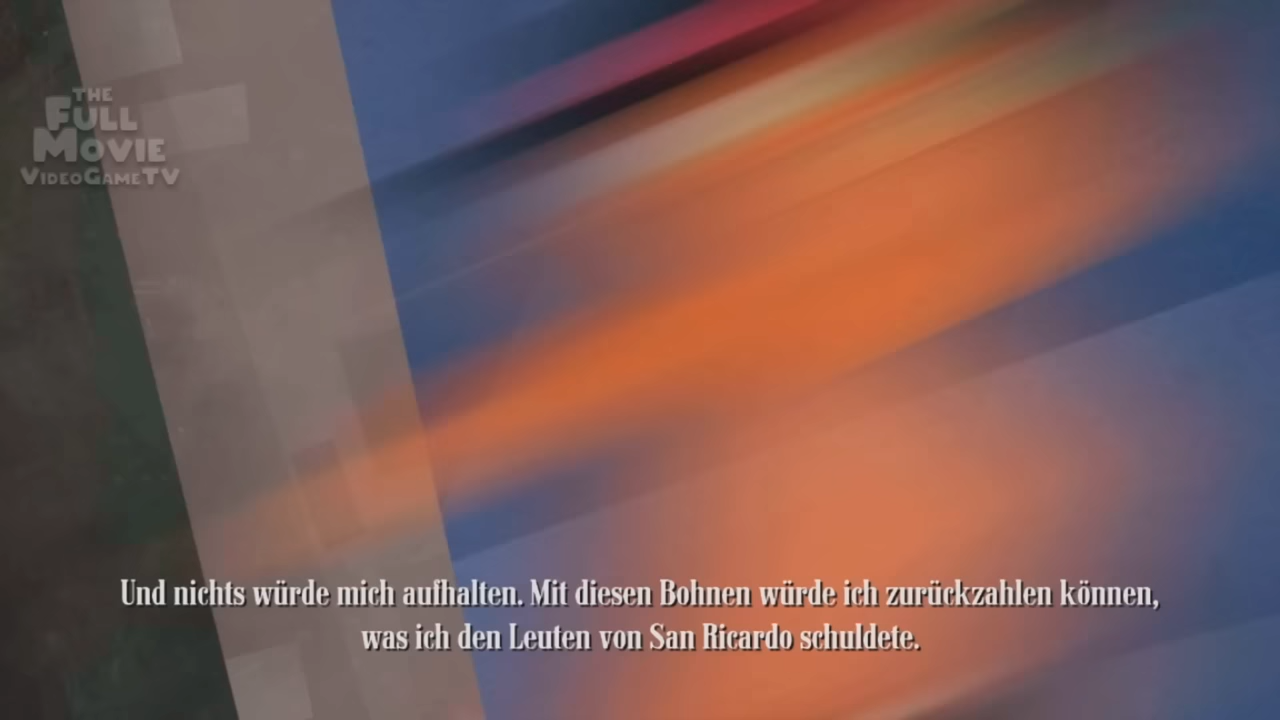 THE
FULL
MOVIE
VIDEOGAMETV
Und nichts würde mich aufhalten. Mit diesen Bohnen würde ich zurückzahlen können,
was ich den Leuten von San Ricardo schuldete.